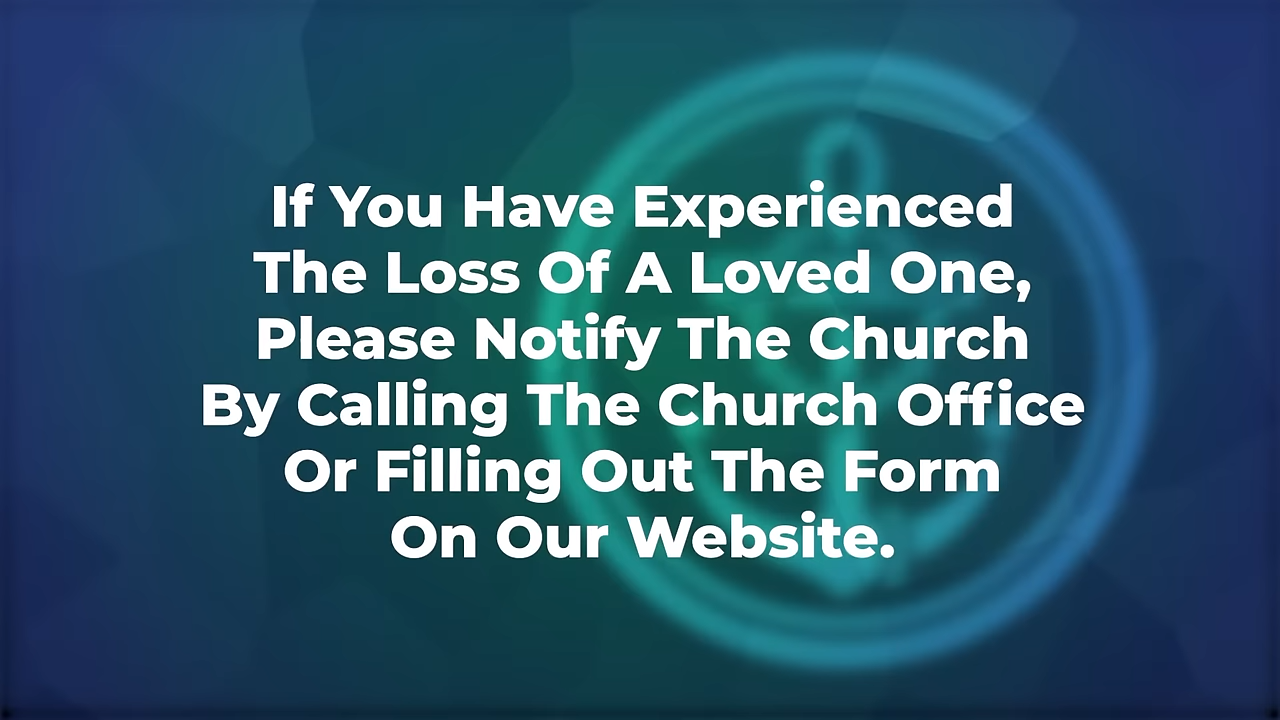 If You Have Experienced
The Loss Of A Loved One,
Please Notify The Church
By Calling The Church Office
Or Filling Out The Form
On Our Website.